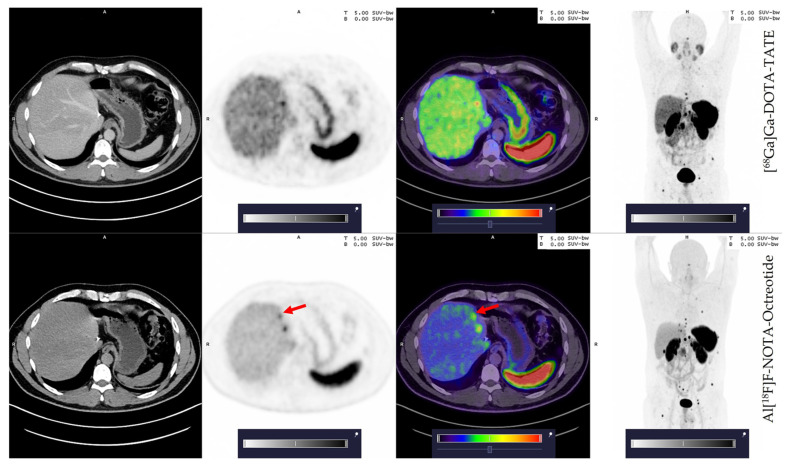 A
T 5.00 SUV-bw
B 0.00 SUV-bw
A
T 5.00 SUV-bw
B 0.00 SUV-bw
A
H
T 5.00 SUV-bw
B 0.00 SUV-bw
R
R
R
R
[⁶⁸Ga]Ga-DOTA-TATE
A
T 5.00 SUV-bw
B 0.00 SUV-bw
A
T 5.00 SUV-bw
B 0.00 SUV-bw
A
H
T 5.00 SUV-bw
B 0.00 SUV-bw
R
R
R
R
Al[¹⁸F]F-NOTA-Octreotide